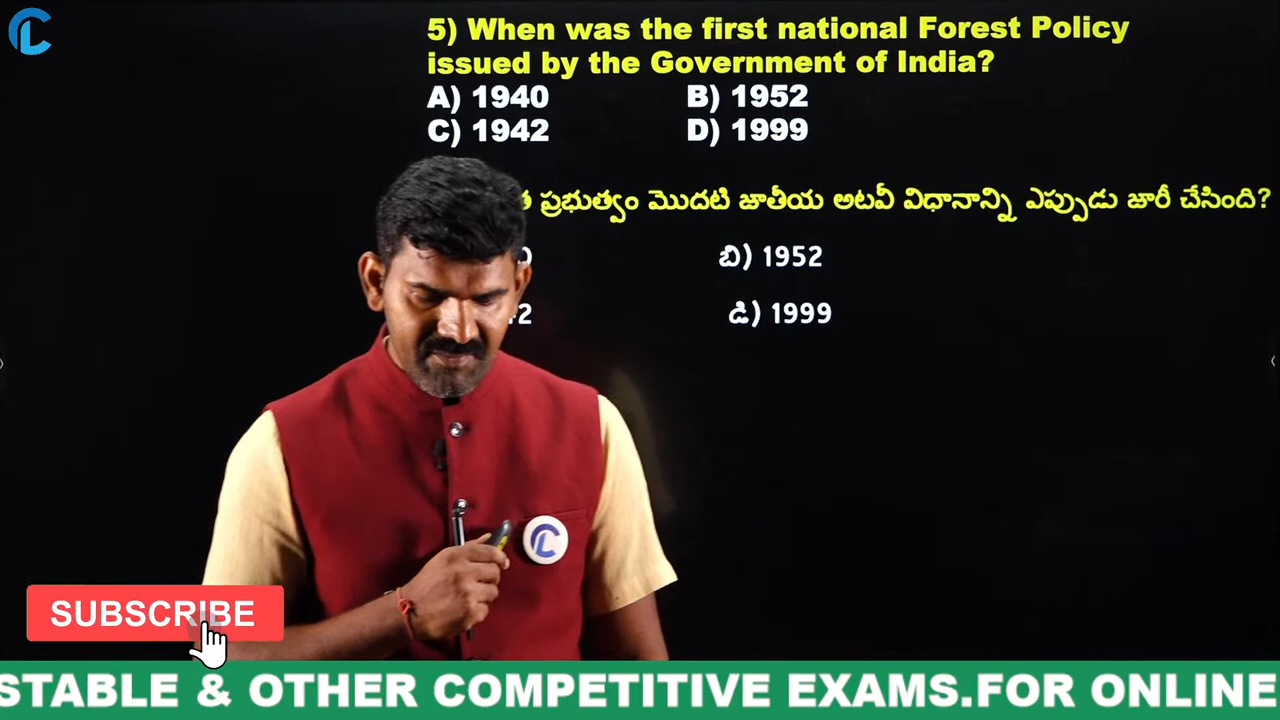 5) When was the first national Forest Policy
issued by the Government of India?
A) 1940 B) 1952
C) 1942 D) 1999
ప్రభుత్వం మొదటి జాతీయ అటవీ విధానాన్ని ఎప్పుడు జారీ చేసింది?
బి) 1952
డి) 1999
SUBSCRIBE
STABLE & OTHER COMPETITIVE EXAMS.FOR ONLINE